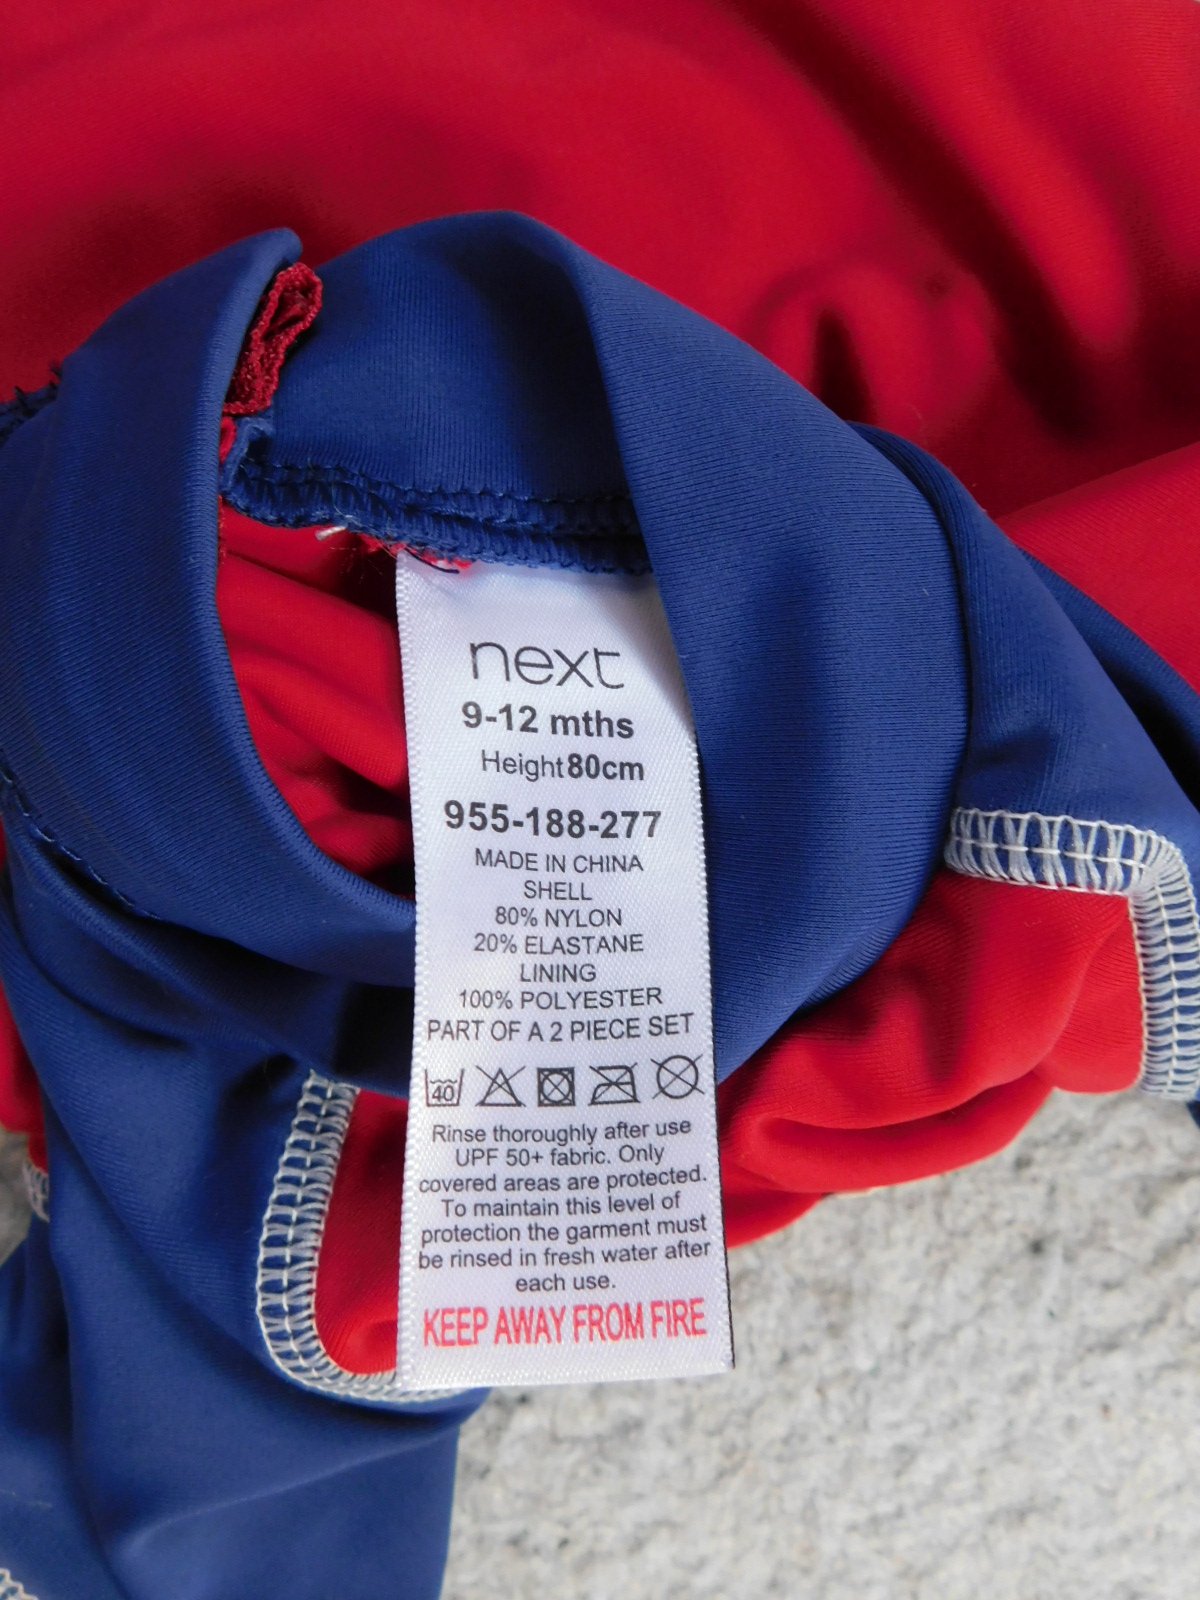 next
9-12 mths
Height 80cm
955-188-277
MADE IN CHINA
SHELL
80% NYLON
20% ELASTANE
LINING
100% POLYESTER
PART OF A 2 PIECE SET
40
Rinse thoroughly after use
UPF 50+ fabric. Only
covered areas are protected.
To maintain this level of
protection the garment must
be rinsed in fresh water after
each use.
KEEP AWAY FROM FIRE